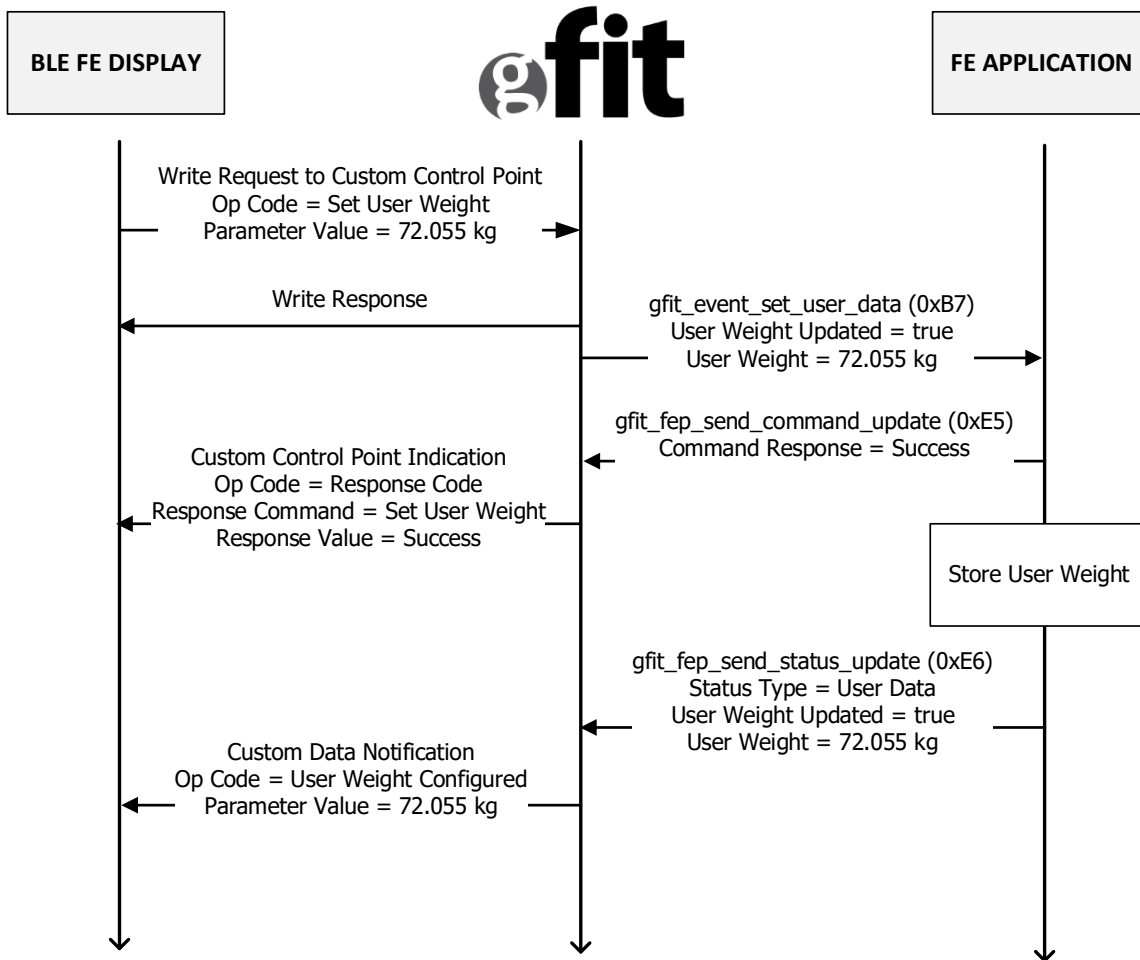 BLE FE DISPLAY
gfit
FE APPLICATION
Write Request to Custom Control Point
Op Code = Set User Weight
Parameter Value = 72.055 kg
Write Response
gfit_event_set_user_data (0xB7)
User Weight Updated = true
User Weight = 72.055 kg
gfit_fep_send_command_update (0xE5)
Command Response = Success
Custom Control Point Indication
Op Code = Response Code
Response Command = Set User Weight
Response Value = Success
Store User Weight
gfit_fep_send_status_update (0xE6)
Status Type = User Data
User Weight Updated = true
User Weight = 72.055 kg
Custom Data Notification
Op Code = User Weight Configured
Parameter Value = 72.055 kg